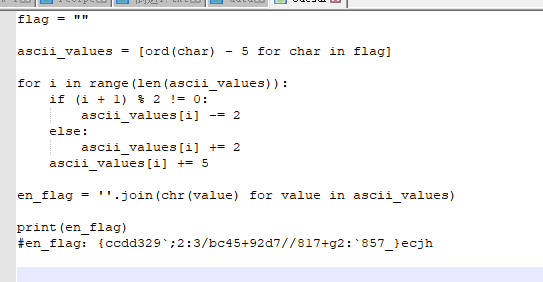 flag = ""
ascii_values = [ord(char) - 5 for char in flag]
for i in range(len(ascii_values)):
    if (i + 1) % 2 != 0:
        ascii_values[i] -= 2
    else:
        ascii_values[i] += 2
    ascii_values[i] += 5
en_flag = ''.join(chr(value) for value in ascii_values)
print(en_flag)
#en_flag: {ccdd329`;2:3/bc45+92d7//817+g2:`857_}ecjh